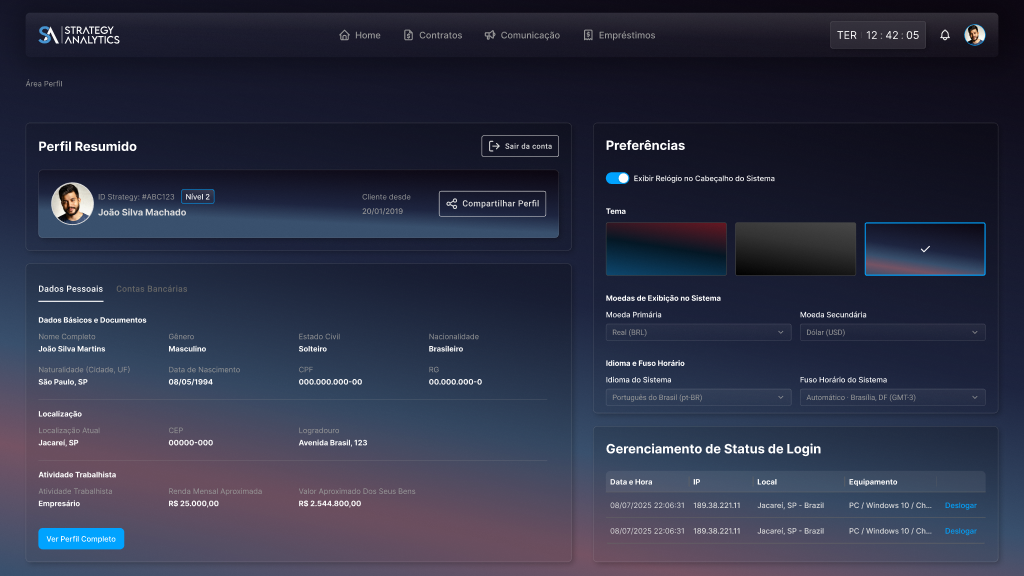 STRATEGY
ANALYTICS
Home
Contratos
Comunicação
Empréstimos
TER 12 : 42 : 05
Área Perfil
Perfil Resumido
Sair da conta
ID Strategy: #ABC123 Nível 2
João Silva Machado
Cliente desde
20/01/2019
Compartilhar Perfil
Dados Pessoais Contas Bancárias
Dados Básicos e Documentos
Nome Completo Gênero Estado Civil Nacionalidade
João Silva Martins Masculino Solteiro Brasileiro
Naturalidade (Cidade, UF) Data de Nascimento CPF RG
São Paulo, SP 08/05/1994 000.000.000-00 00.000.000-0
Localização
Localização Atual CEP Logradouro
Jacareí, SP 00000-000 Avenida Brasil, 123
Atividade Trabalhista
Atividade Trabalhista Renda Mensal Aproximada Valor Aproximado Dos Seus Bens
Empresário R$ 25.000,00 R$ 2.544.800,00
Ver Perfil Completo
Preferências
Exibir Relógio no Cabeçalho do Sistema
Tema
Moedas de Exibição no Sistema
Moeda Primária Moeda Secundária
Real (BRL) Dólar (USD)
Idioma e Fuso Horário
Idioma do Sistema Fuso Horário do Sistema
Português do Brasil (pt-BR) Automático - Brasília, DF (GMT-3)
Gerenciamento de Status de Login
Data e Hora IP Local Equipamento
08/07/2025 22:06:31 189.38.221.11 Jacareí, SP - Brazil PC / Windows 10 / Ch... Deslogar
08/07/2025 22:06:31 189.38.221.11 Jacareí, SP - Brazil PC / Windows 10 / Ch... Deslogar